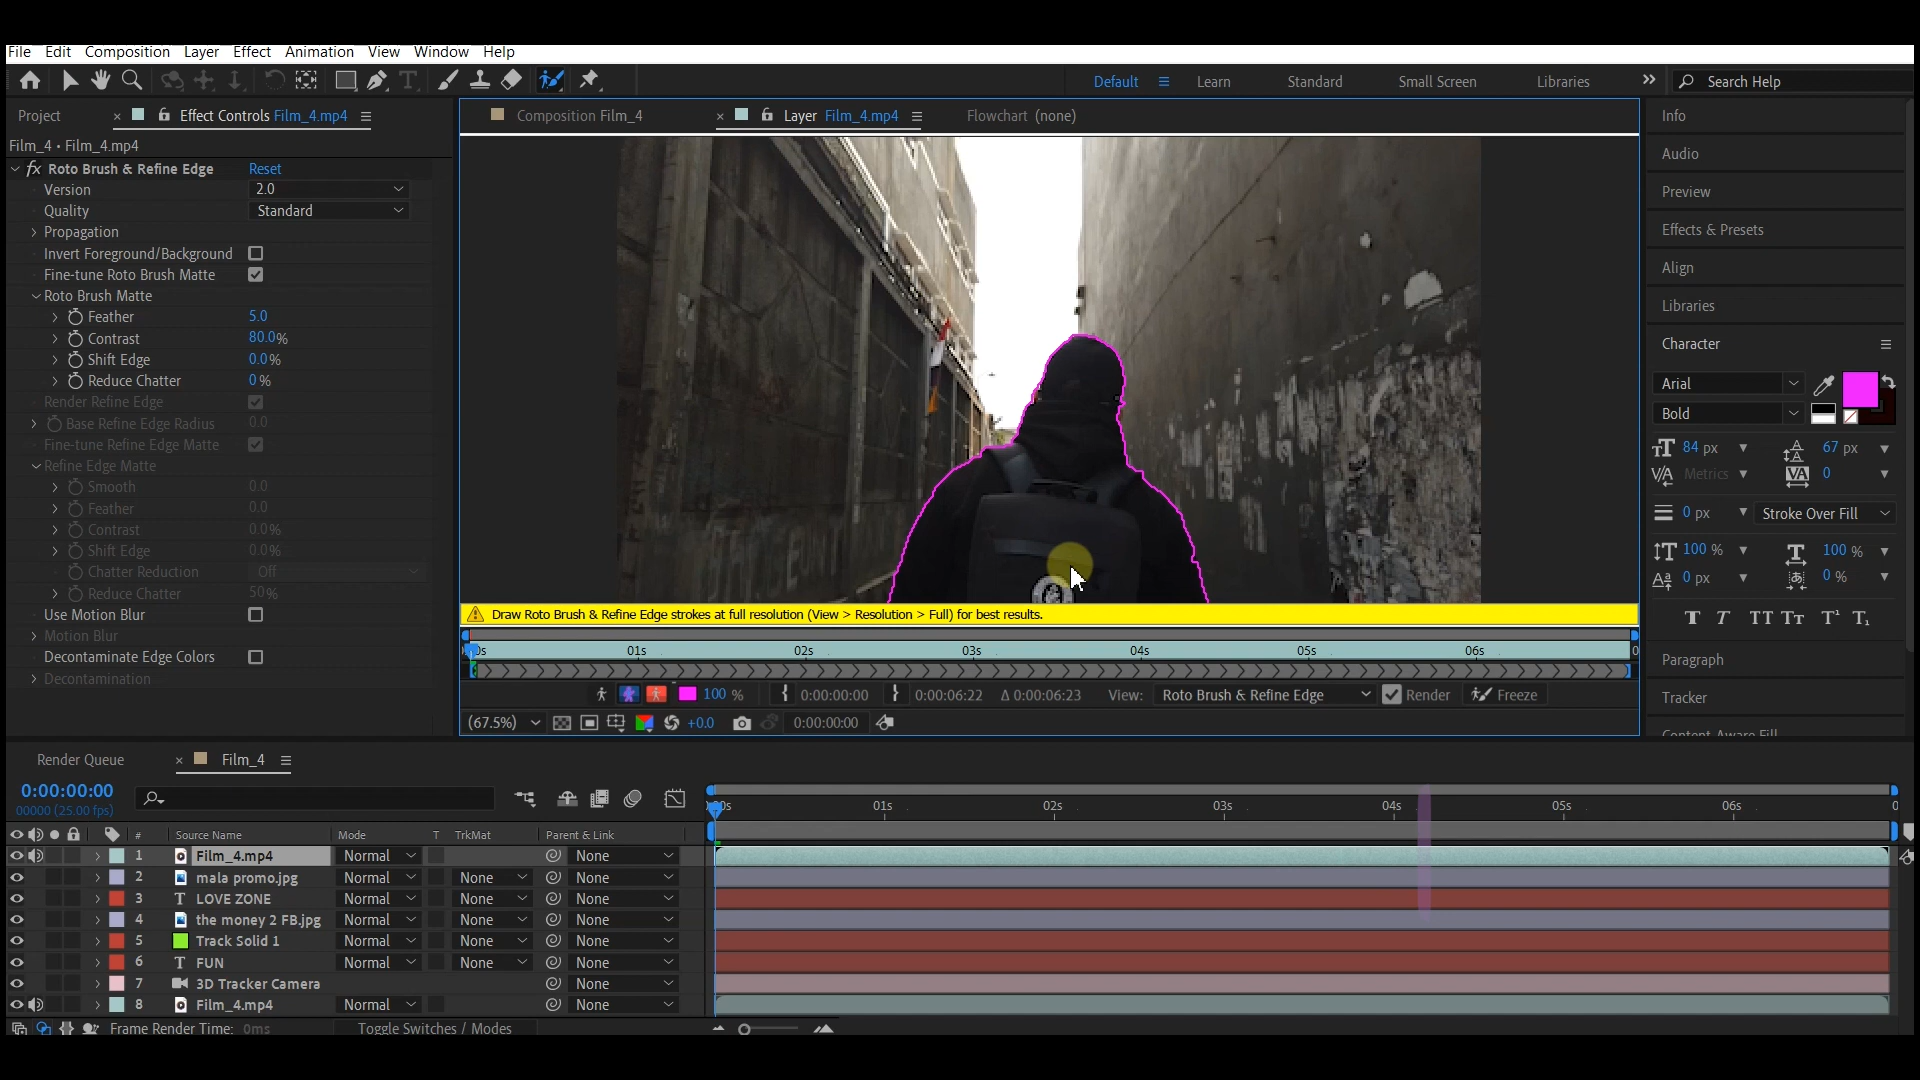 File Edit Composition Layer Effect Animation View Window Help
Default Learn Standard Small Screen Libraries Search Help
Project Effect Controls Film_4.mp4
Composition Film_4 Layer Film_4.mp4 Flowchart (none)
Film_4 • Film_4.mp4
fx Roto Brush & Refine Edge Reset
Version 2.0
Quality Standard
Propagation
Invert Foreground/Background
Fine-tune Roto Brush Matte
Roto Brush Matte
Feather 5.0
Contrast 80.0%
Shift Edge 0.0%
Reduce Chatter 0%
Render Refine Edge
Base Refine Edge Radius 0.0
Fine-tune Refine Edge Matte
Refine Edge Matte
Smooth 0.0
Feather 0.0
Contrast 0.0%
Shift Edge 0.0%
Chatter Reduction Off
Reduce Chatter 50%
Use Motion Blur
Motion Blur
Decontaminate Edge Colors
Decontamination
Draw Roto Brush & Refine Edge strokes at full resolution (View > Resolution > Full) for best results.
01s 02s 03s 04s 05s 06s
100 % 0:00:00:00 0:00:06:22 Δ 0:00:06:23 View: Roto Brush & Refine Edge Render Freeze
(67.5%) +0.0 0:00:00:00
Info
Audio
Preview
Effects & Presets
Align
Libraries
Character
Arial
Bold
84 px 67 px
Metrics 0
0 px Stroke Over Fill
100 % 100 %
0 px 0 %
Paragraph
Tracker
Content-Aware Fill
Render Queue Film_4
0:00:00:00
00000 (25.00 fps)
01s 02s 03s 04s 05s 06s
# Source Name Mode T TrkMat Parent & Link
1 Film_4.mp4 Normal None
2 mala promo.jpg Normal None None
3 T LOVE ZONE Normal None None
4 the money 2 FB.jpg Normal None None
5 Track Solid 1 Normal None None
6 T FUN Normal None None
7 3D Tracker Camera None
8 Film_4.mp4 Normal None
Frame Render Time: 0ms Toggle Switches / Modes